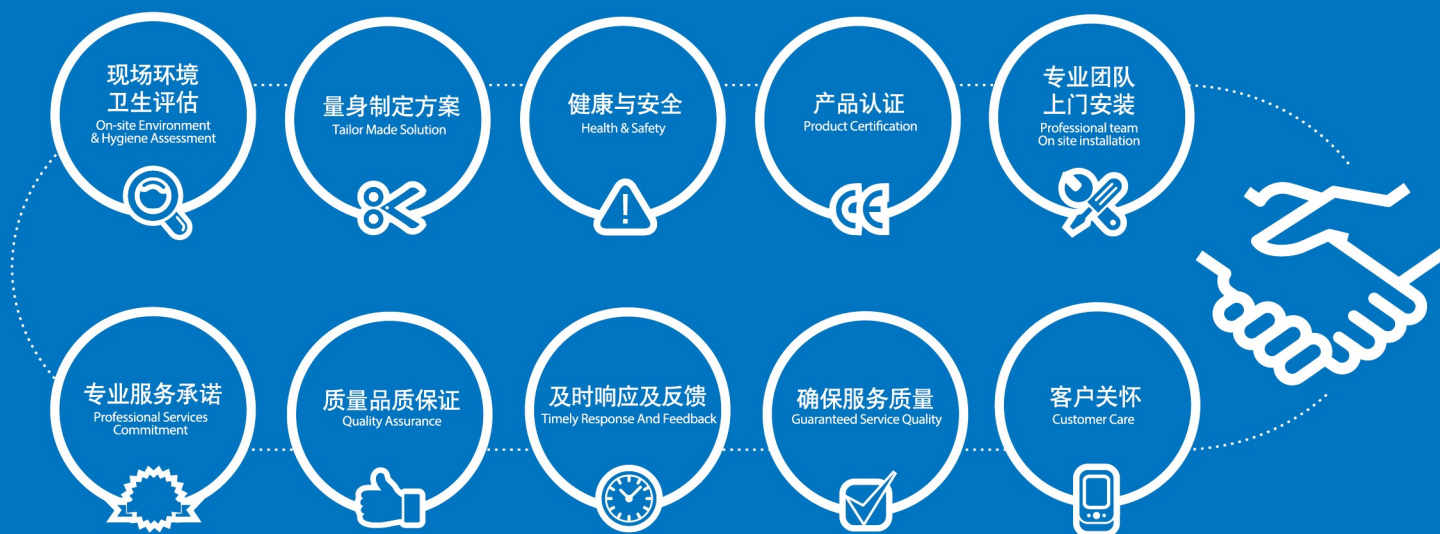 现场环境
卫生评估
On-site Environment
& Hygiene Assessment
量身制定方案
Tailor Made Solution
健康与安全
Health & Safety
产品认证
Product Certification
专业团队
上门安装
Professional team
On site installation
专业服务承诺
Professional Services
Commitment
质量品质保证
Quality Assurance
及时响应及反馈
Timely Response And Feedback
确保服务质量
Guaranteed Service Quality
客户关怀
Customer Care